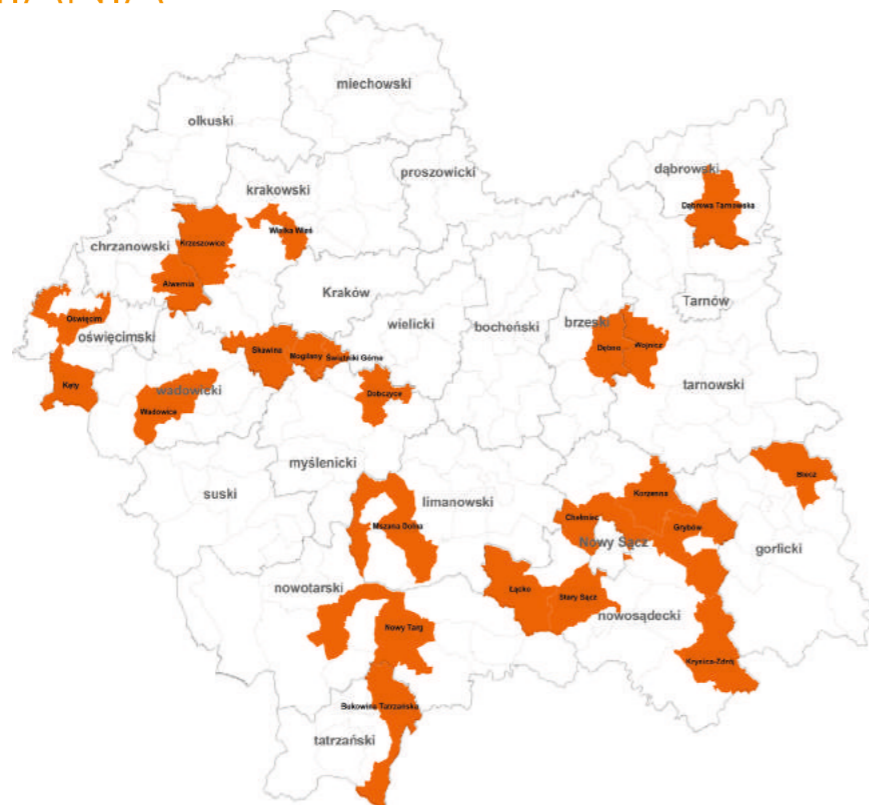 miechowski
olkuski
proszowicki
dąbrowski
krakowski
Dąbrowa Tarnowska
Wielka Wieś
Krzeszowice
chrzanowski
Alwernia
Kraków
Tarnów
Oświęcim
oświęcimski
wielicki
bocheński
brzeski
Skawina
Mogilany
Świątniki Górne
Dębno
Wojnicz
Kęty
wadowicki
Dobczyce
tarnowski
Wadowice
myślenicki
Biecz
suski
limanowski
Korzenna
Chełmiec
Mszana Dolna
Grybów
Nowy Sącz
gorlicki
nowotarski
Łącko
Stary Sącz
nowosądecki
Nowy Targ
Krynica-Zdrój
Bukowina Tatrzańska
tatrzański